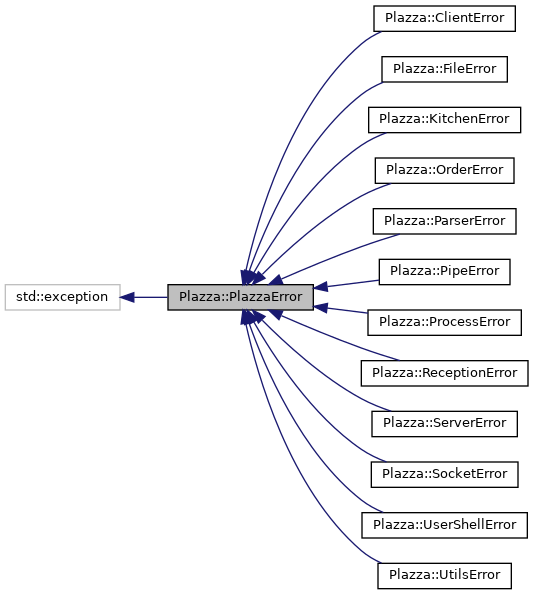 Plazza::ClientError
Plazza::FileError
Plazza::KitchenError
Plazza::OrderError
Plazza::ParserError
Plazza::PipeError
std::exception
Plazza::PlazzaError
Plazza::ProcessError
Plazza::ReceptionError
Plazza::ServerError
Plazza::SocketError
Plazza::UserShellError
Plazza::UtilsError